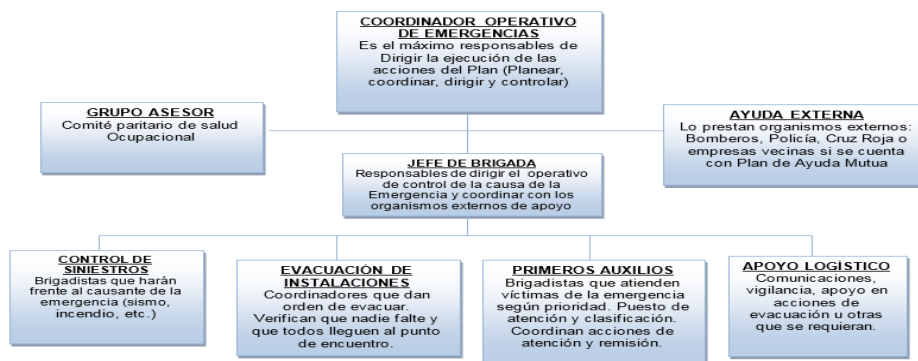 COORDINADOR OPERATIVO
DE EMERGENCIAS
Es el máximo responsables de
Dirigir la ejecución de las
acciones del Plan (Planear,
coordinar, dirigir y controlar)
GRUPO ASESOR
Comité paritario de salud
Ocupacional
AYUDA EXTERNA
Lo prestan organismos externos:
Bomberos, Policía, Cruz Roja o
empresas vecinas si se cuenta
con Plan de Ayuda Mutua
JEFE DE BRIGADA
Responsables de dirigir el operativo
de control de la causa de la
Emergencia y coordinar con los
organismos externos de apoyo
CONTROL DE
SINIESTROS
Brigadistas que harán
frente al causante de la
emergencia (sismo,
incendio, etc.)
EVACUACIÓN DE
INSTALACIONES
Coordinadores que dan
orden de evacuar.
Verifican que nadie falte y
que todos lleguen al punto
de encuentro.
PRIMEROS AUXILIOS
Brigadistas que atienden
víctimas de la emergencia
según prioridad. Puesto de
atención y clasificación.
Coordinan acciones de
atención y remisión.
APOYO LOGÍSTICO
Comunicaciones,
vigilancia, apoyo en
acciones de
evacuación u otras
que se requieran.